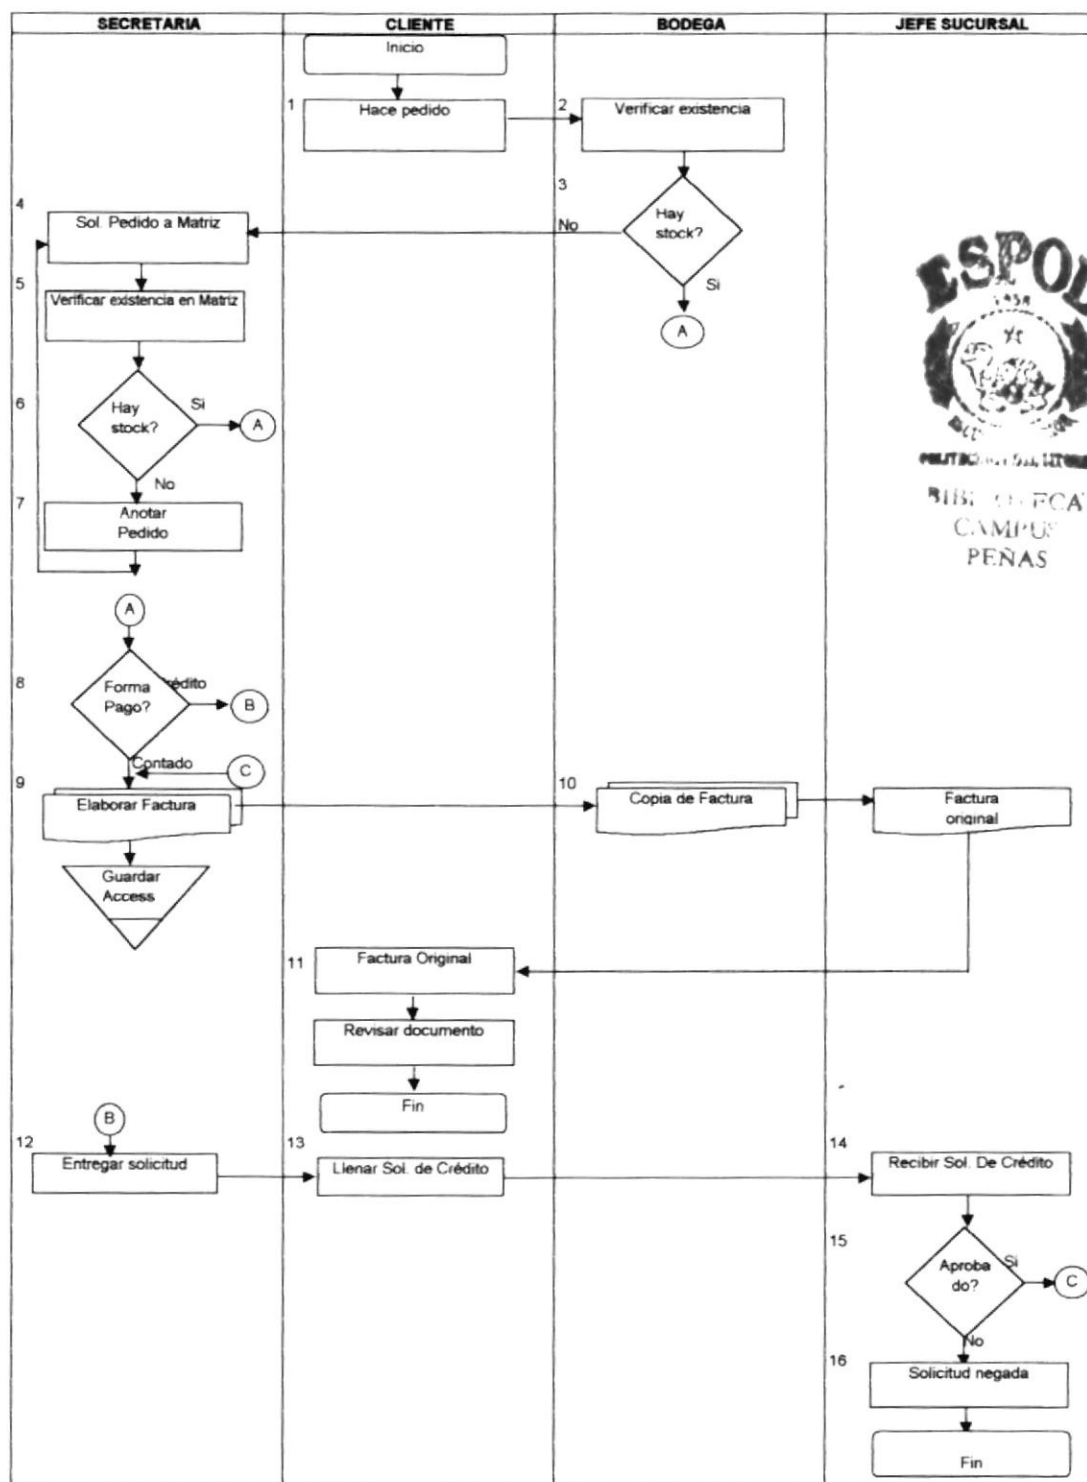 SECRETARIA CLIENTE BODEGA JEFE SUCURSAL
Inicio
1 Hace pedido 2 Verificar existencia
3
Hay
stock?
No
Si
A
4
Sol. Pedido a Matriz
5
Verificar existencia en Matriz
6
Hay
stock?
Si
A
No
7
Anotar
Pedido
A
8
Forma
Pago?
rédito
B
Contado
C
9
Elaborar Factura
10
Copia de Factura
Factura
original
Guardar
Access
11
Factura Original
Revisar documento
Fin
B
12
Entregar solicitud
13
Llenar Sol. de Crédito
14
Recibir Sol. De Crédito
15
Aproba
do?
Si
C
No
16
Solicitud negada
Fin
ESPOL
1958
CAMPUS
PEÑAS